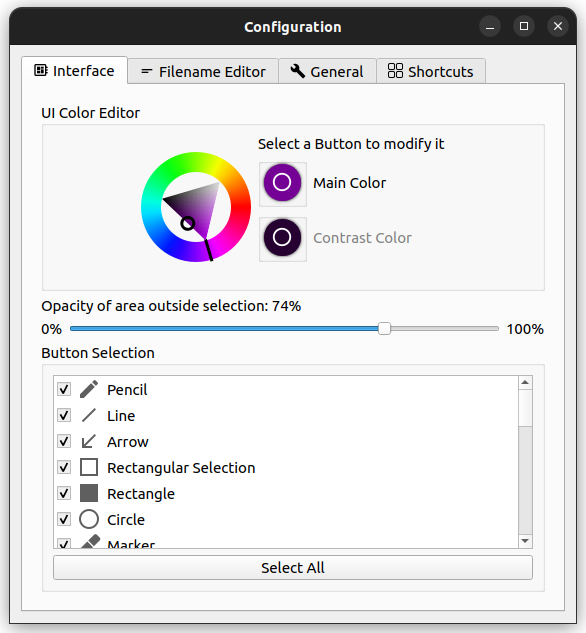 Configuration
Interface Filename Editor General Shortcuts
UI Color Editor
Select a Button to modify it
Main Color
Contrast Color
Opacity of area outside selection: 74%
0% 100%
Button Selection
Pencil
Line
Arrow
Rectangular Selection
Rectangle
Circle
Marker
Select All